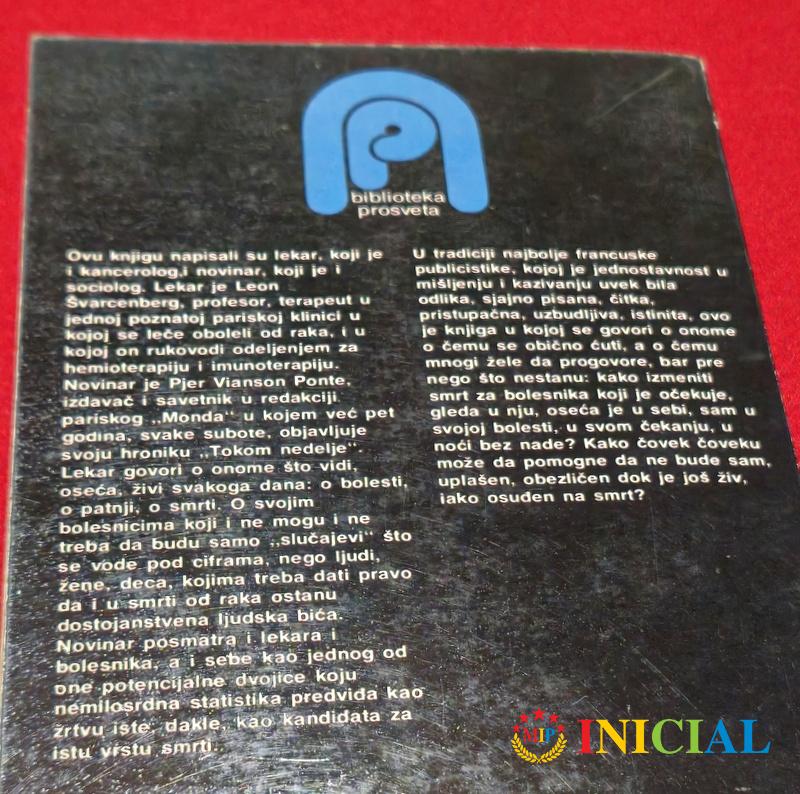 biblioteka
prosveta
Ovu knjigu napisali su lekar, koji je
i kancerolog,i novinar, koji je i
sociolog. Lekar je Leon
Švarcenberg, profesor, terapeut u
jednoj poznatoj pariskoj klinici u
kojoj se leče oboleli od raka, i u
kojoj on rukovodi odeljenjem za
hemioterapiju i imunoterapiju.
Novinar je Pjer Vianson Ponte,
izdavač i savetnik u redakciji
pariskog „Monda“ u kojem već pet
godina, svake subote, objavljuje
svoju hroniku „Tokom nedelje“.
Lekar govori o onome što vidi,
oseća, živi svakoga dana: o bolesti,
o patnji, o smrti. O svojim
bolesnicima koji i ne mogu i ne
treba da budu samo „slučajevi“ što
se vode pod ciframa, nego ljudi,
žene, deca, kojima treba dati pravo
da i u smrti od raka ostanu
dostojanstvena ljudska bića.
Novinar posmatra i lekara i
bolesnika, a i sebe kao jednog od
one potencijalne dvojice koju
nemilosrdna statistika predviđa kao
žrtvu iste, dakle, kao kandidata za
istu vrstu smrti..
U tradiciji najbolje francuske
publicistike, kojoj je jednostavnost u
mišljenju i kazivanju uvek bila
odlika, sjajno pisana, čitka,
pristupačna, uzbudljiva, istinita, ovo
je knjiga u kojoj se govori o onome
o čemu se obično ćuti, a o čemu
mnogi žele da progovore, bar pre
nego što nestanu: kako izmeniti
smrt za bolesnika koji je očekuje,
gleda u nju, oseća je u sebi, sam u
svojoj bolesti, u svom čekanju, u
noći bez nade? Kako čovek čoveku
može da pomogne da ne bude sam,
uplašen, obezličen dok je još živ,
iako osuđen na smrt?
MIP INICIAL